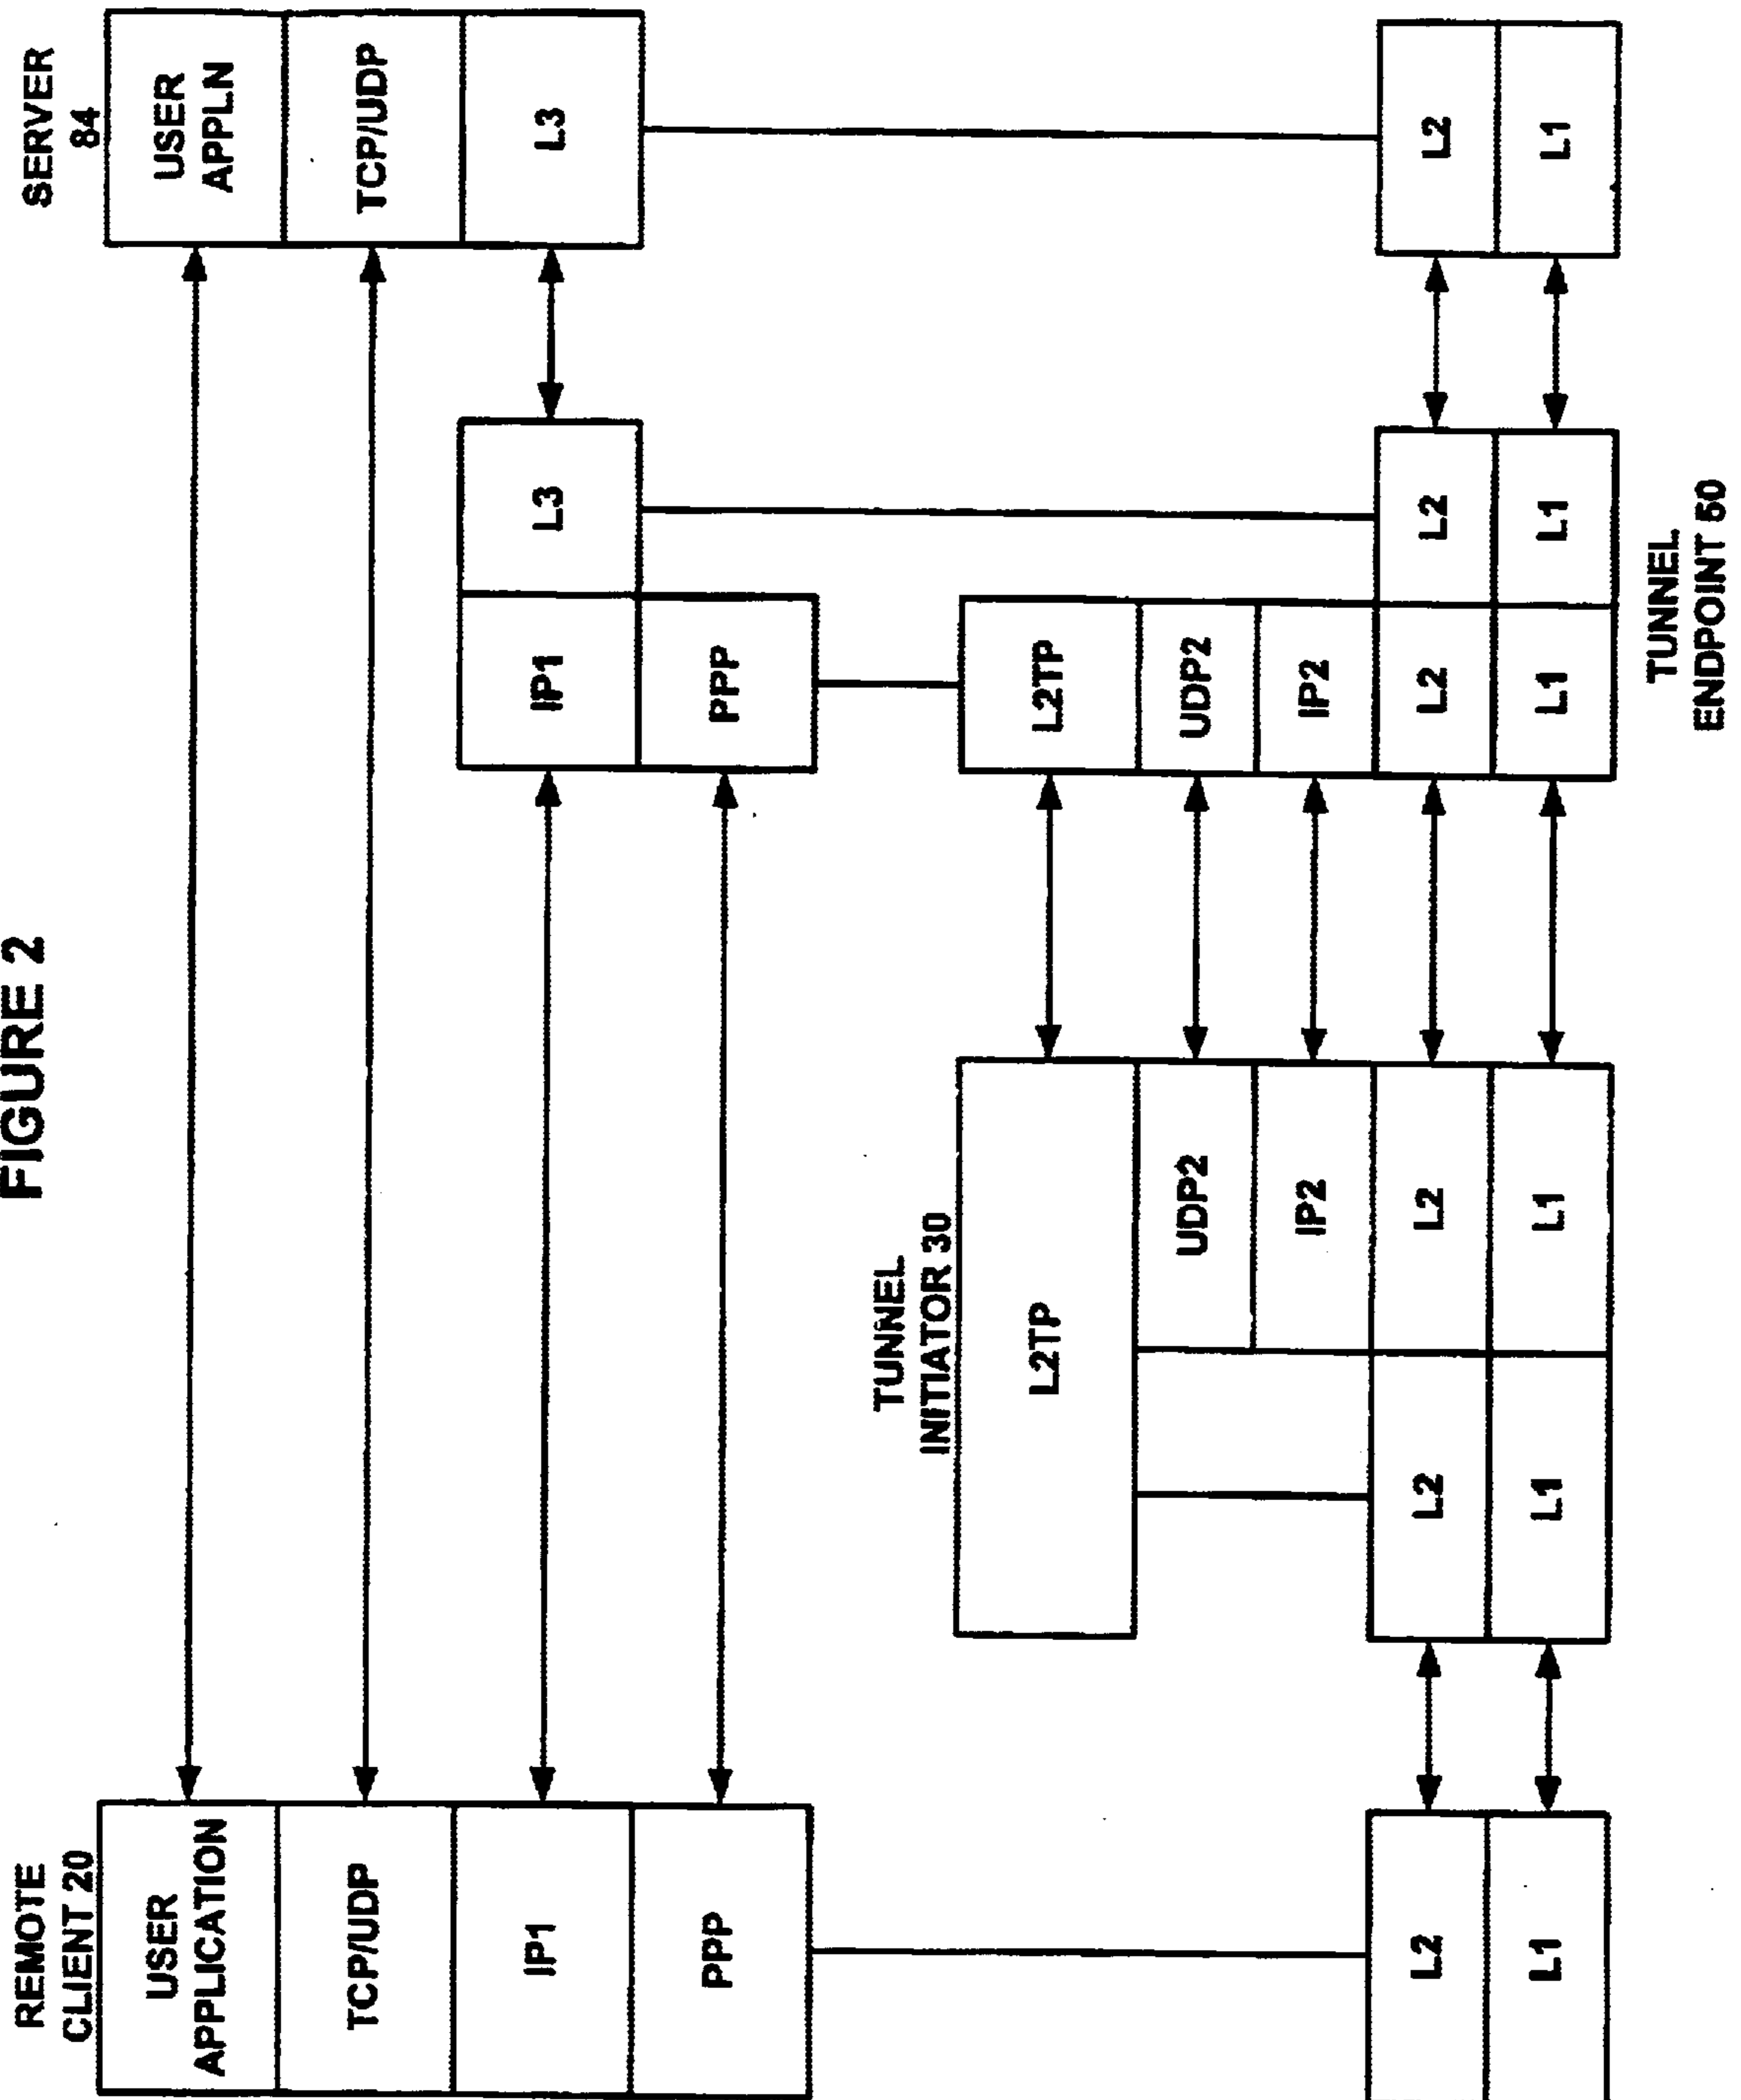 FIGURE 2
REMOTE
CLIENT 20
USER
APPLICATION
TCP/UDP
IP1
PPP
L2
L1
TUNNEL
INITIATOR 30
L2TP
UDP2
IP2
L2
L2
L1
L1
IP1
L3
PPP
L2TP
UDP2
IP2
L2
L2
L1
L1
TUNNEL
ENDPOINT 50
SERVER
84
USER
APPLN
TCP/UDP
L3
L2
L1